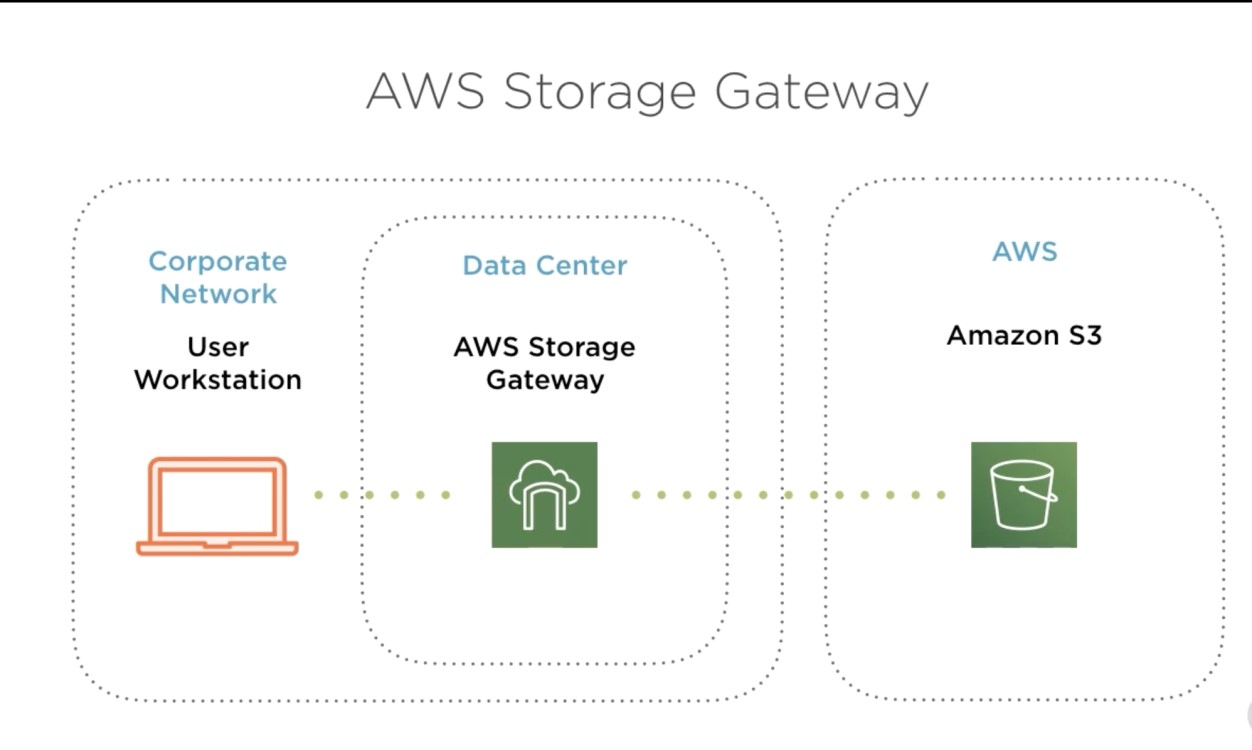 AWS Storage Gateway
Corporate
Network
User
Workstation
Data Center
AWS Storage
Gateway
AWS
Amazon S3